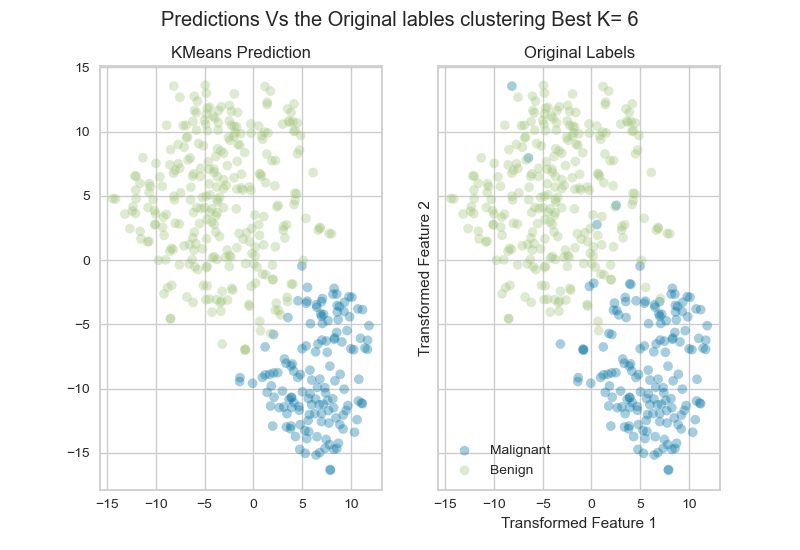 Predictions Vs the Original lables clustering Best K= 6
KMeans Prediction
Original Labels
15
10
5
0
−5
−10
−15
−15 −10 −5 0 5 10
Transformed Feature 2
Malignant
Benign
−15 −10 −5 0 5 10
Transformed Feature 1